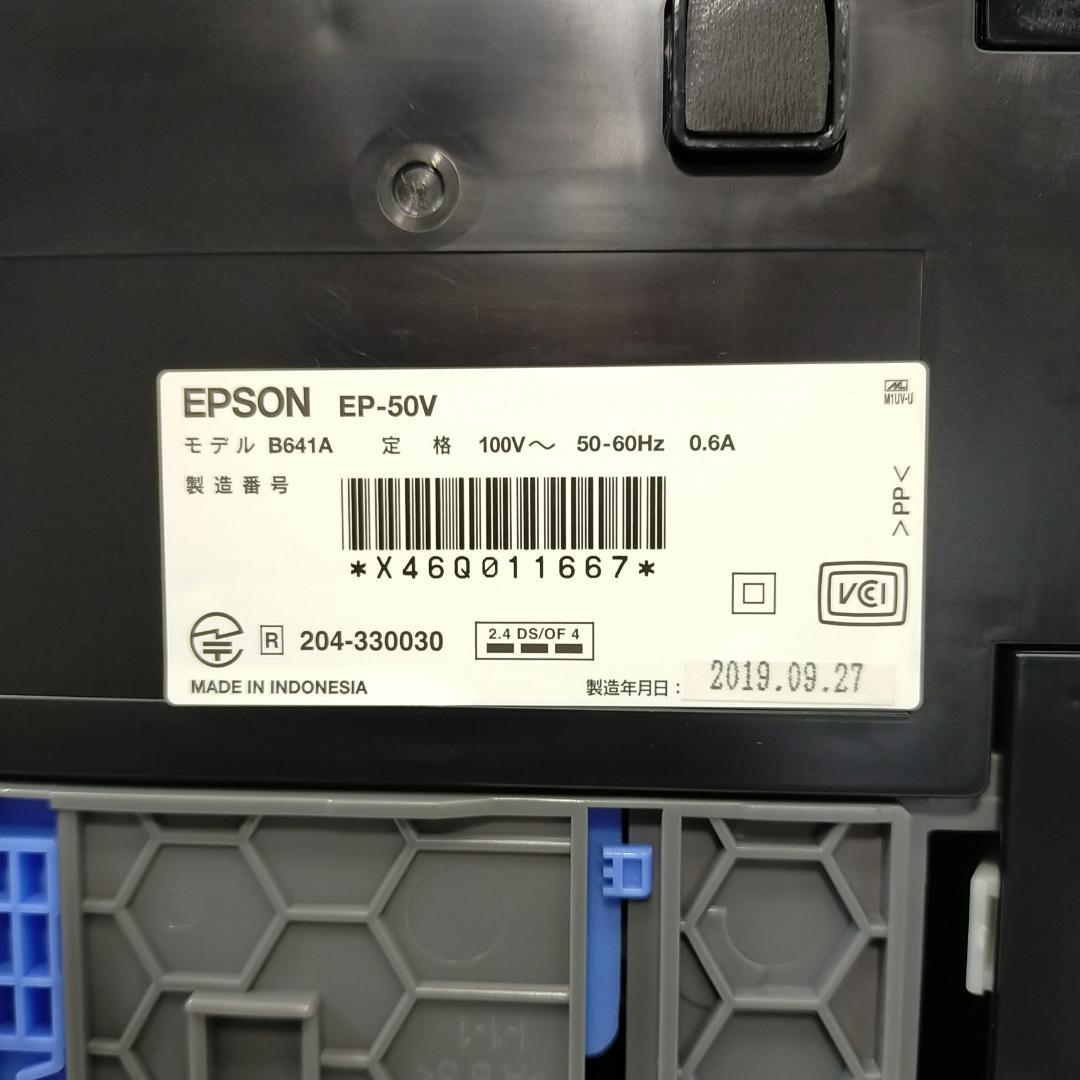 EPSON EP-50V
モデル B641A 定 格 100V～ 50-60Hz 0.6A
製造番号
*X46Q011667*
R 204-330030
2.4 DS/OF 4
MADE IN INDONESIA
製造年月日： 2019.09.27
M1UV-U
>PP<
VCCI